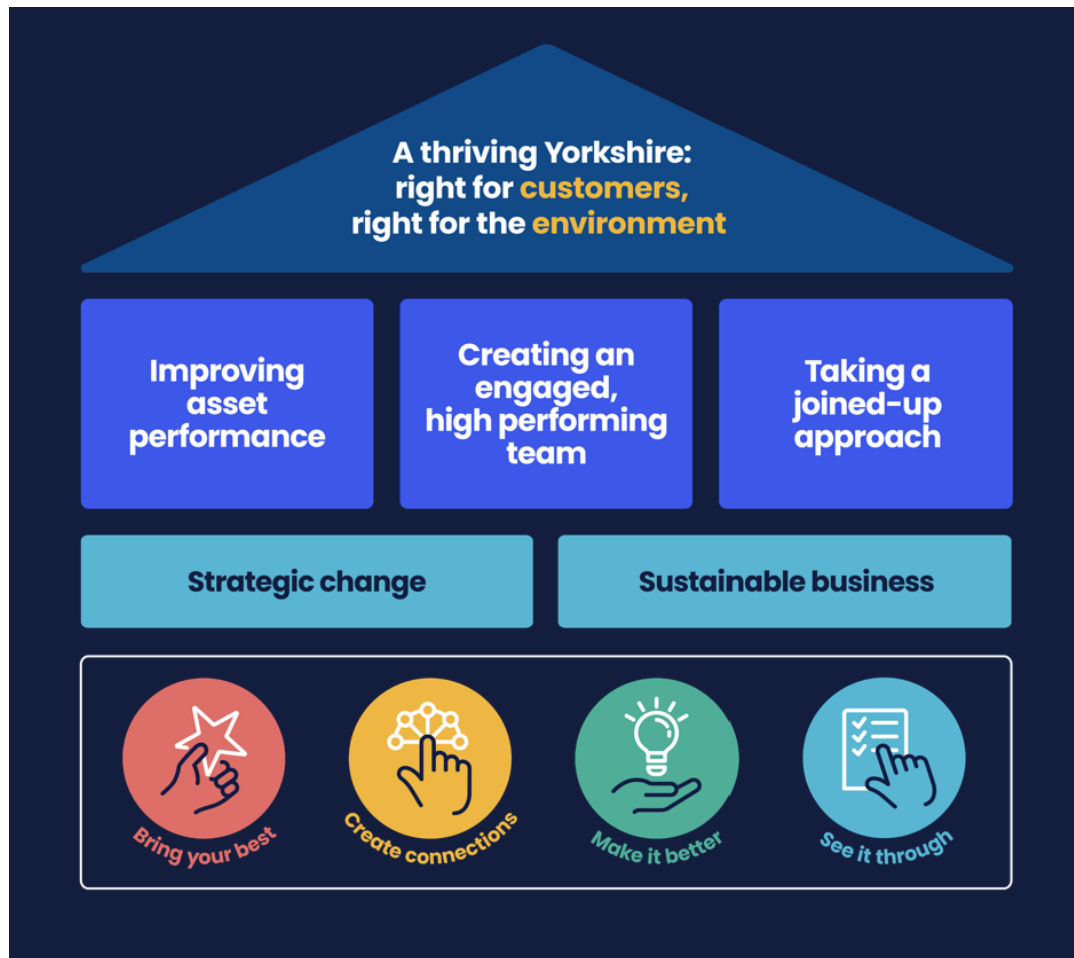 A thriving Yorkshire:
right for customers,
right for the environment
Improving
asset
performance
Creating an
engaged,
high performing
team
Taking a
joined-up
approach
Strategic change
Sustainable business
Bring your best
Create connections
Make it better
See it through